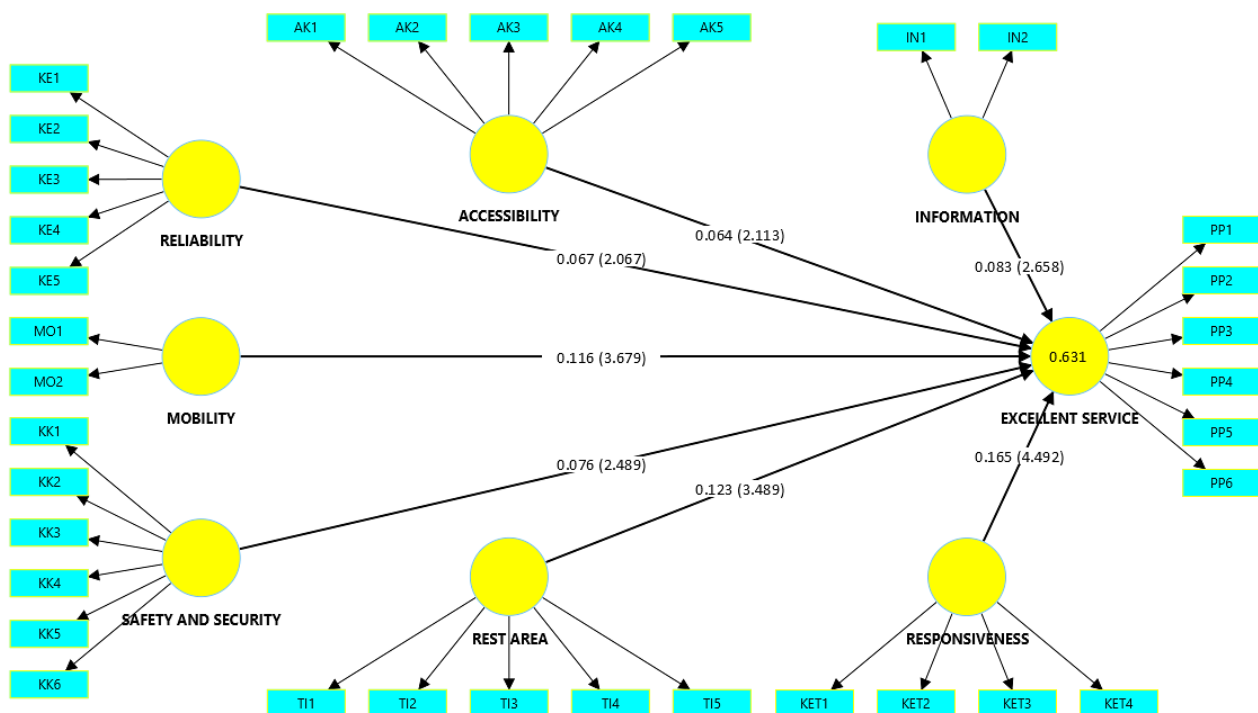 AK1
AK2
AK3
AK4
AK5
IN1
IN2
KE1
KE2
KE3
KE4
KE5
RELIABILITY
ACCESSIBILITY
INFORMATION
0.064 (2.113)
0.067 (2.067)
0.083 (2.658)
PP1
PP2
PP3
PP4
PP5
PP6
MO1
MO2
MOBILITY
0.116 (3.679)
0.631
EXCELLENT SERVICE
KK1
KK2
KK3
KK4
KK5
KK6
SAFETY AND SECURITY
0.076 (2.489)
0.123 (3.489)
0.165 (4.492)
REST AREA
RESPONSIVENESS
TI1
TI2
TI3
TI4
TI5
KET1
KET2
KET3
KET4